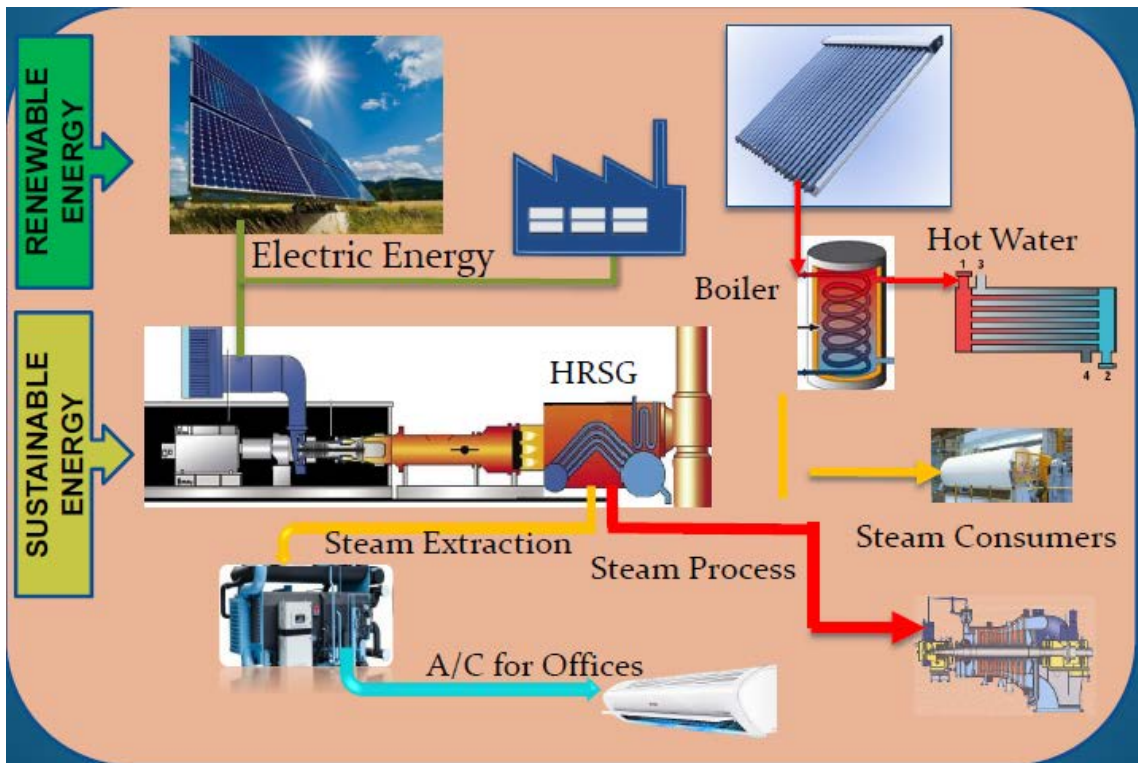 RENEWABLE
ENERGY
Electric Energy
Hot Water
1 3
Boiler
4 2
SUSTAINABLE
ENERGY
HRSG
Steam Extraction
Steam Process
Steam Consumers
A/C for Offices